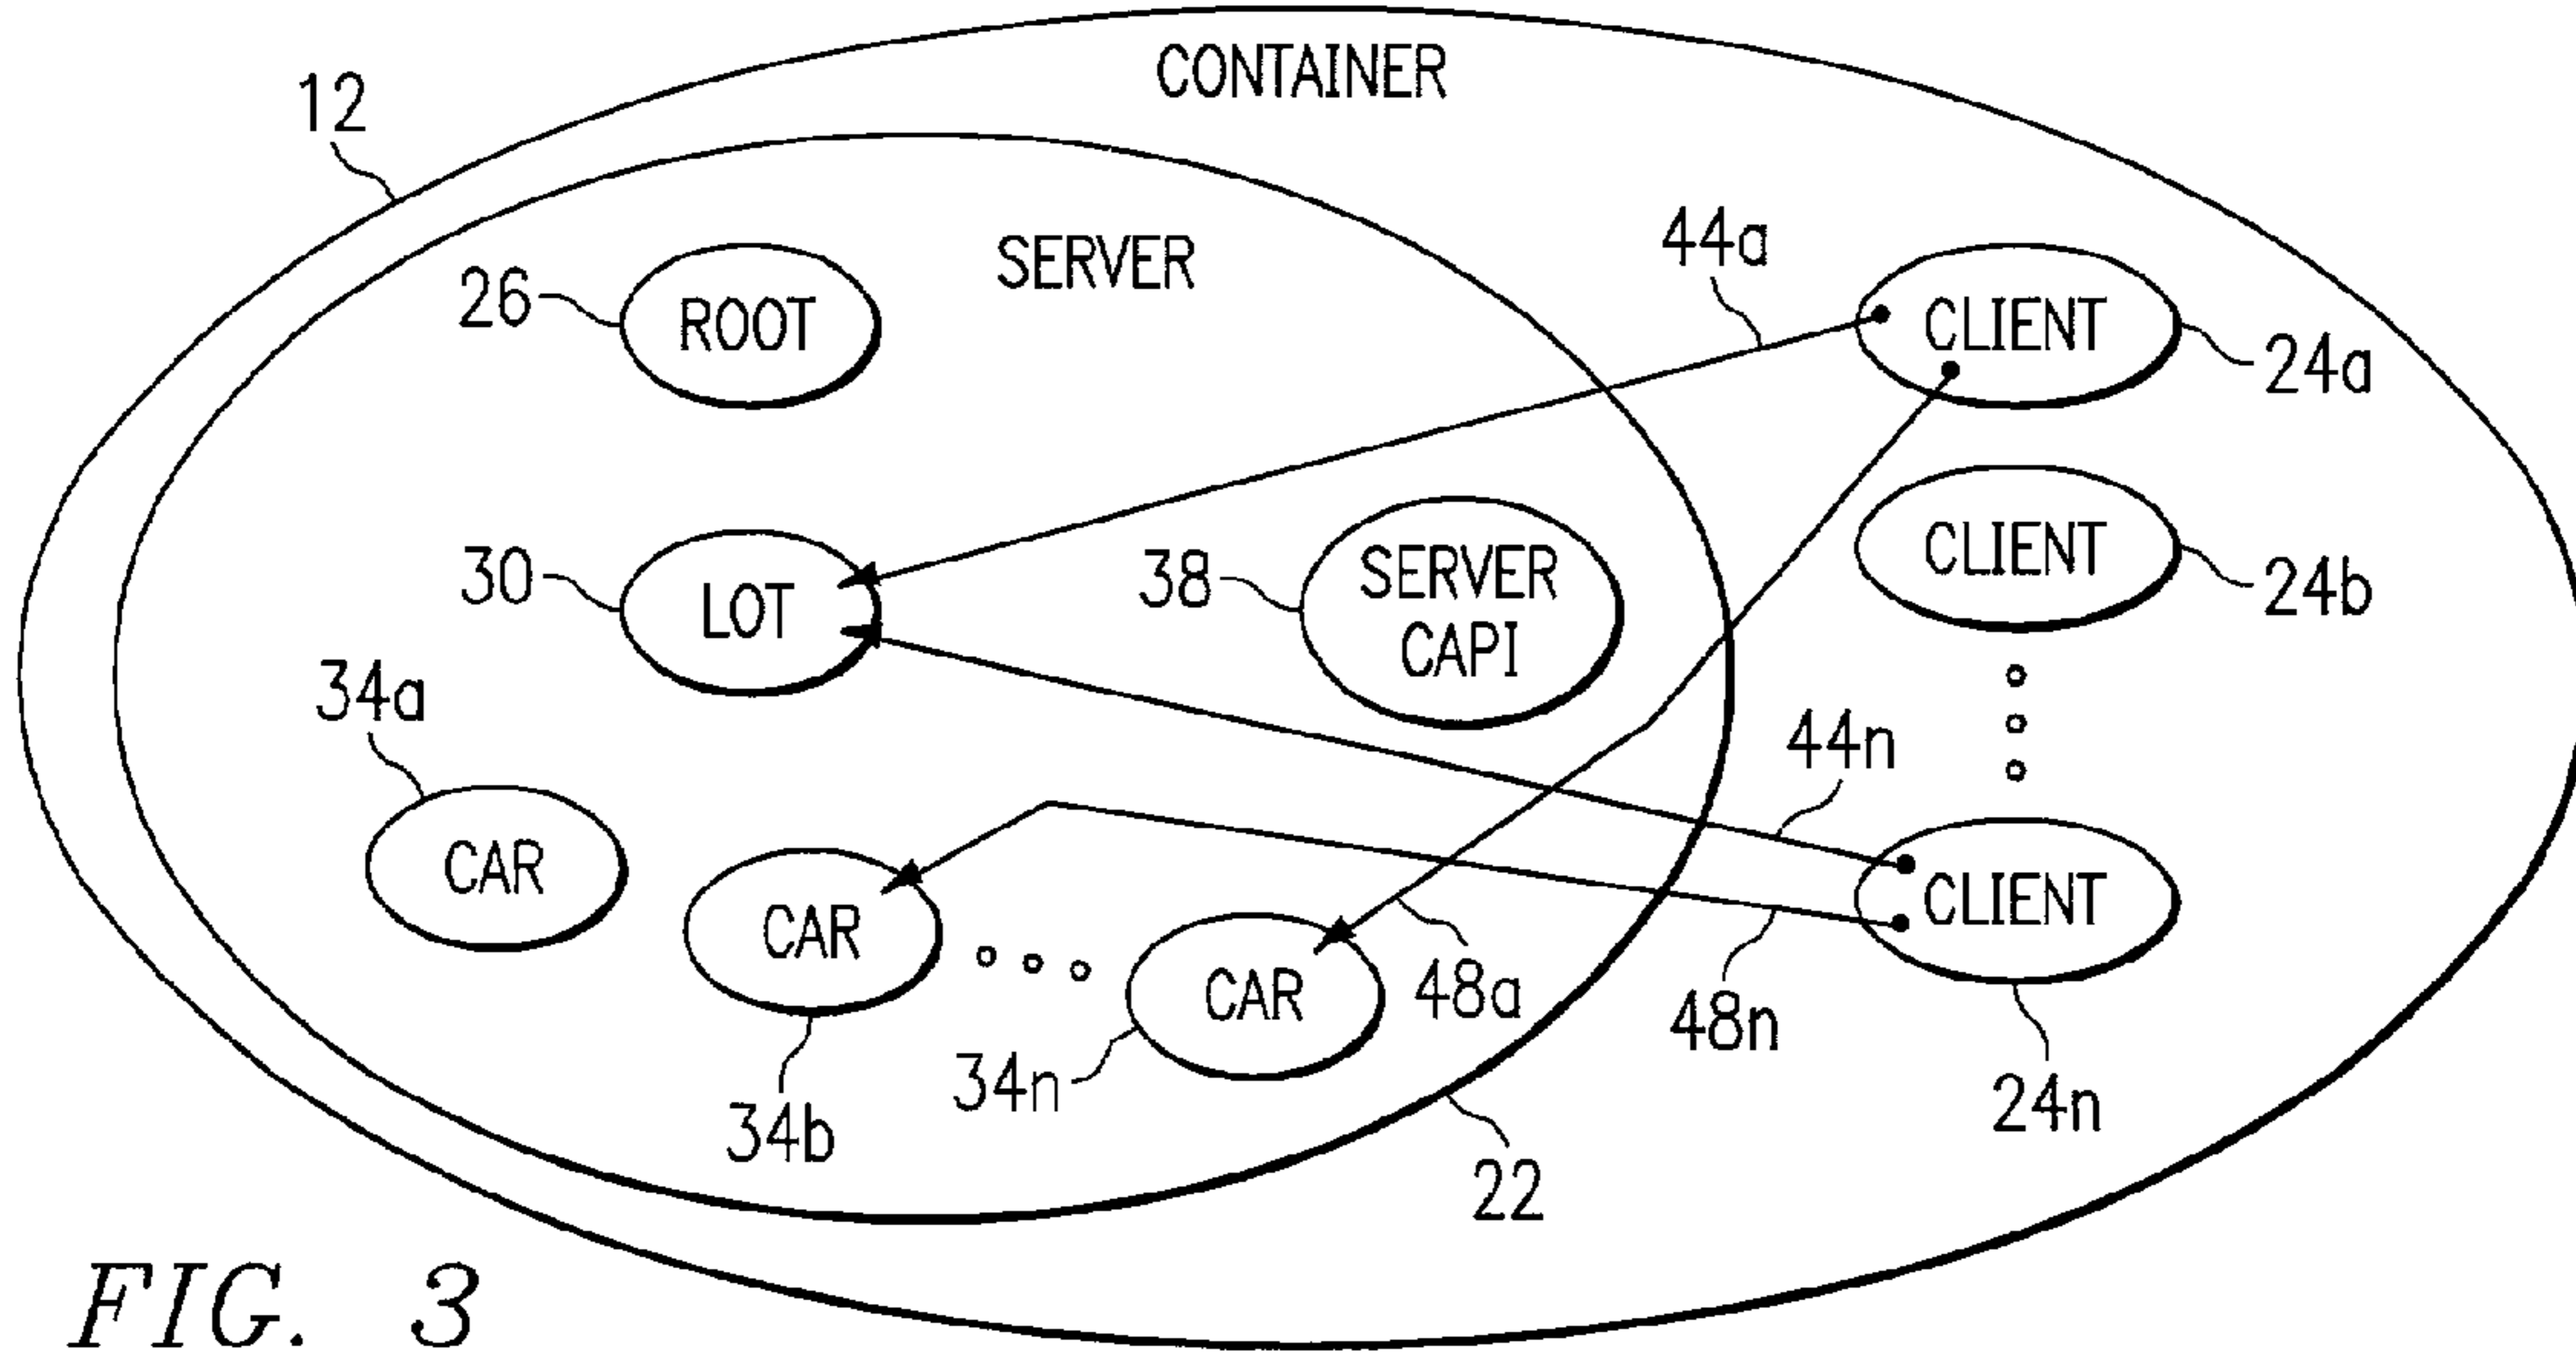 CONTAINER
12
SERVER
44a
26
ROOT
CLIENT
24a
30
LOT
38
SERVER
CAPI
CLIENT
24b
34a
44n
CAR
CAR
CAR
CLIENT
48a
48n
34n
34b
24n
22
FIG. 3